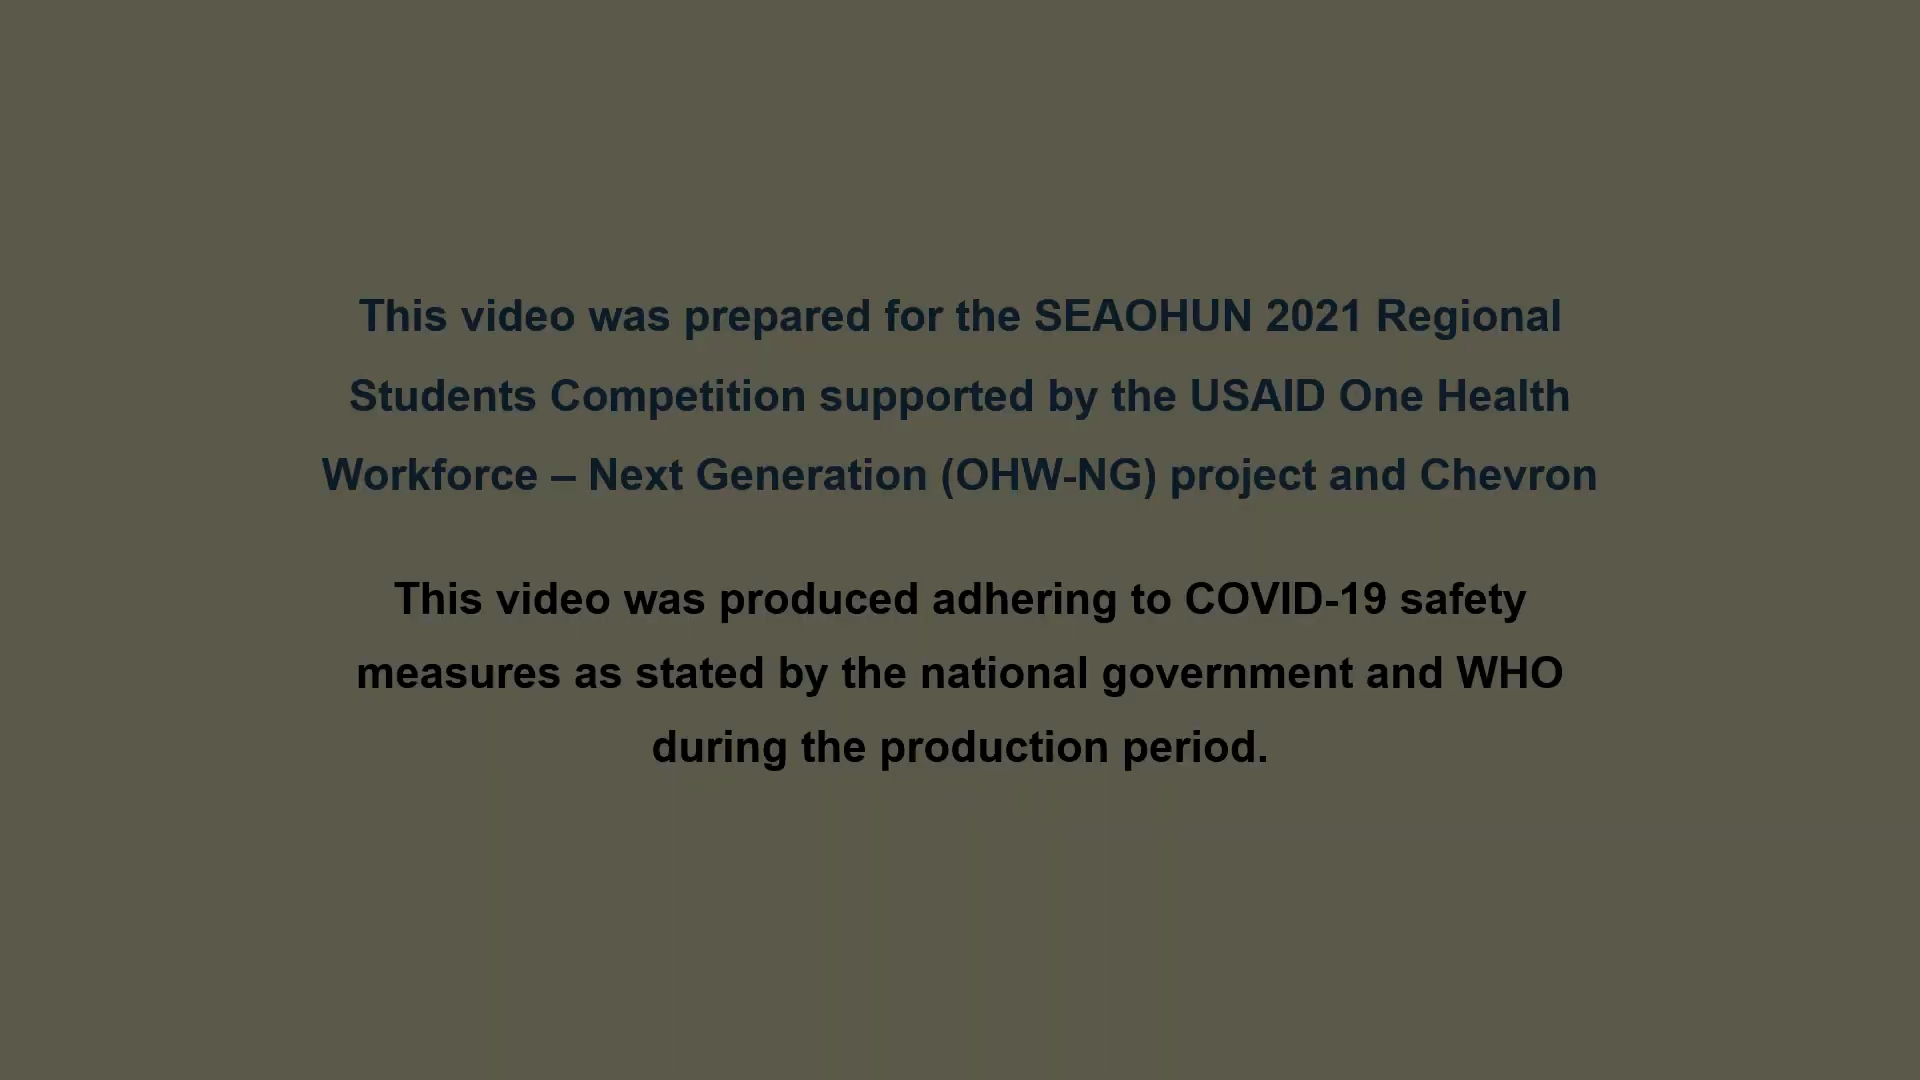 This video was prepared for the SEAOHUN 2021 Regional
Students Competition supported by the USAID One Health
Workforce – Next Generation (OHW-NG) project and Chevron
This video was produced adhering to COVID-19 safety
measures as stated by the national government and WHO
during the production period.